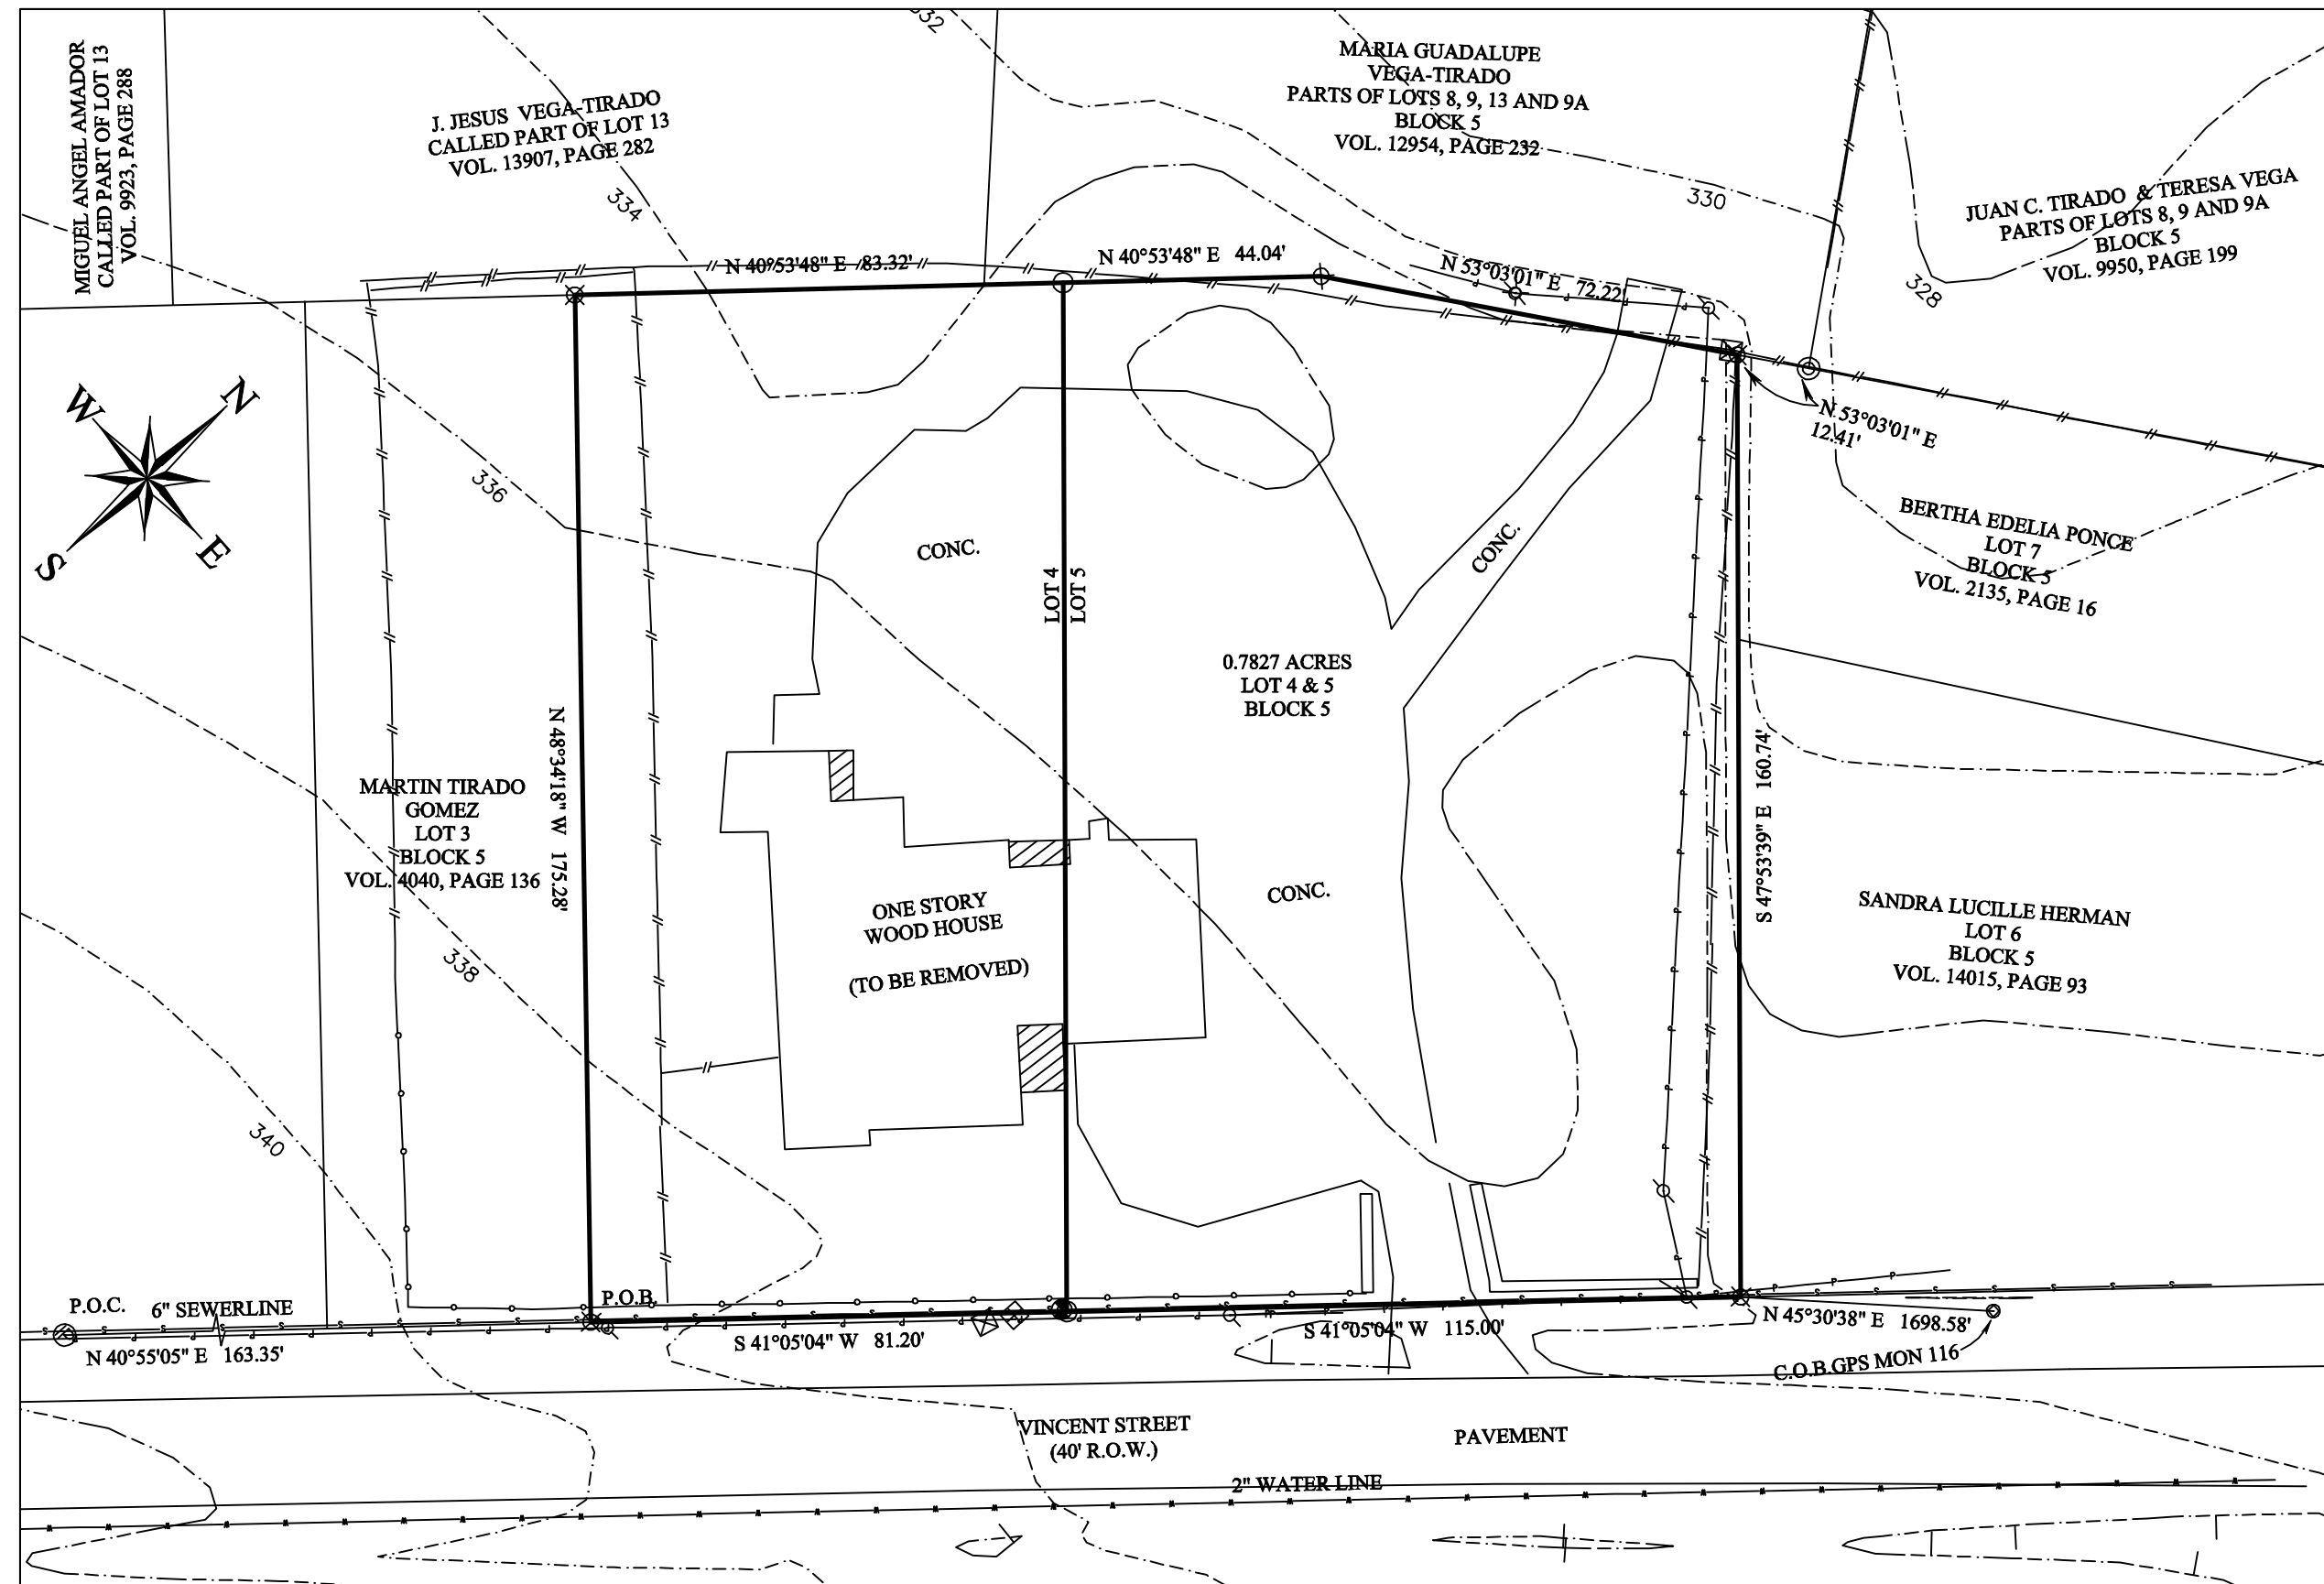 MIGUEL ANGEL AMADOR
CALLED PART OF LOT 13
VOL. 9923, PAGE 288
J. JESUS VEGA-TIRADO
CALLED PART OF LOT 13
VOL. 13907, PAGE 282
332
MARIA GUADALUPE
VEGA-TIRADO
PARTS OF LOTS 8, 9, 13 AND 9A
BLOCK 5
VOL. 12954, PAGE 232
334
330
JUAN C. TIRADO & TERESA VEGA
PARTS OF LOTS 8, 9 AND 9A
BLOCK 5
VOL. 9950, PAGE 199
328
N 40°53'48" E 83.32'
N 40°53'48" E 44.04'
N 53°03'01" E 72.22'
N 53°03'01" E
12.41'
W
N
S
E
336
CONC.
LOT 4
LOT 5
CONC.
BERTHA EDELIA PONCE
LOT 7
BLOCK 5
VOL. 2135, PAGE 16
0.7827 ACRES
LOT 4 & 5
BLOCK 5
N 48°34'18" W 175.28'
S 47°53'39" E 160.74'
MARTIN TIRADO
GOMEZ
LOT 3
BLOCK 5
VOL. 4040, PAGE 136
338
ONE STORY
WOOD HOUSE
(TO BE REMOVED)
CONC.
SANDRA LUCILLE HERMAN
LOT 6
BLOCK 5
VOL. 14015, PAGE 93
340
P.O.C.
6" SEWERLINE
P.O.B.
N 40°55'05" E 163.35'
S 41°05'04" W 81.20'
S 41°05'04" W 115.00'
N 45°30'38" E 1698.58'
C.O.B.GPS MON 116
VINCENT STREET
(40' R.O.W.)
PAVEMENT
2" WATER LINE